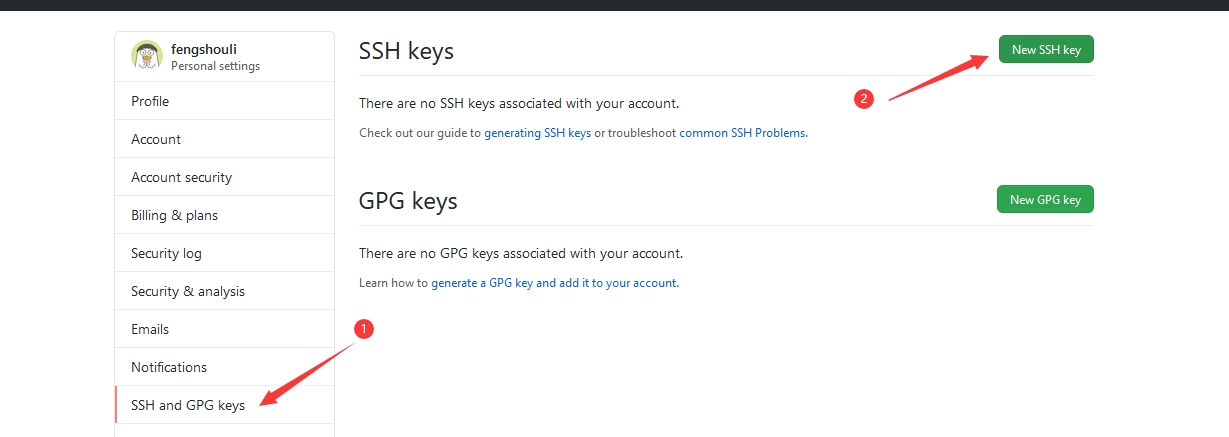 fengshouli
Personal settings
Profile
Account
Account security
Billing & plans
Security log
Security & analysis
Emails
Notifications
SSH and GPG keys
1
SSH keys
New SSH key
2
There are no SSH keys associated with your account.
Check out our guide to generating SSH keys or troubleshoot common SSH Problems.
GPG keys
New GPG key
There are no GPG keys associated with your account.
Learn how to generate a GPG key and add it to your account.